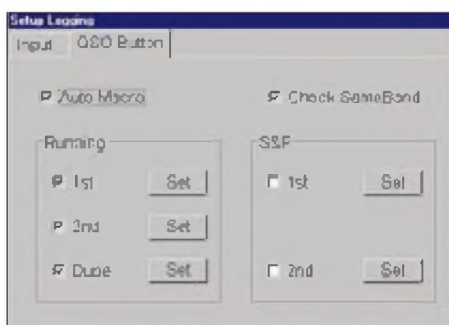 Setup Logging
Input
QSO Button
Auto Macro
Check SameBand
Running
1st Set
2nd Set
Dupe Set
S&P
1st Set
2nd Set